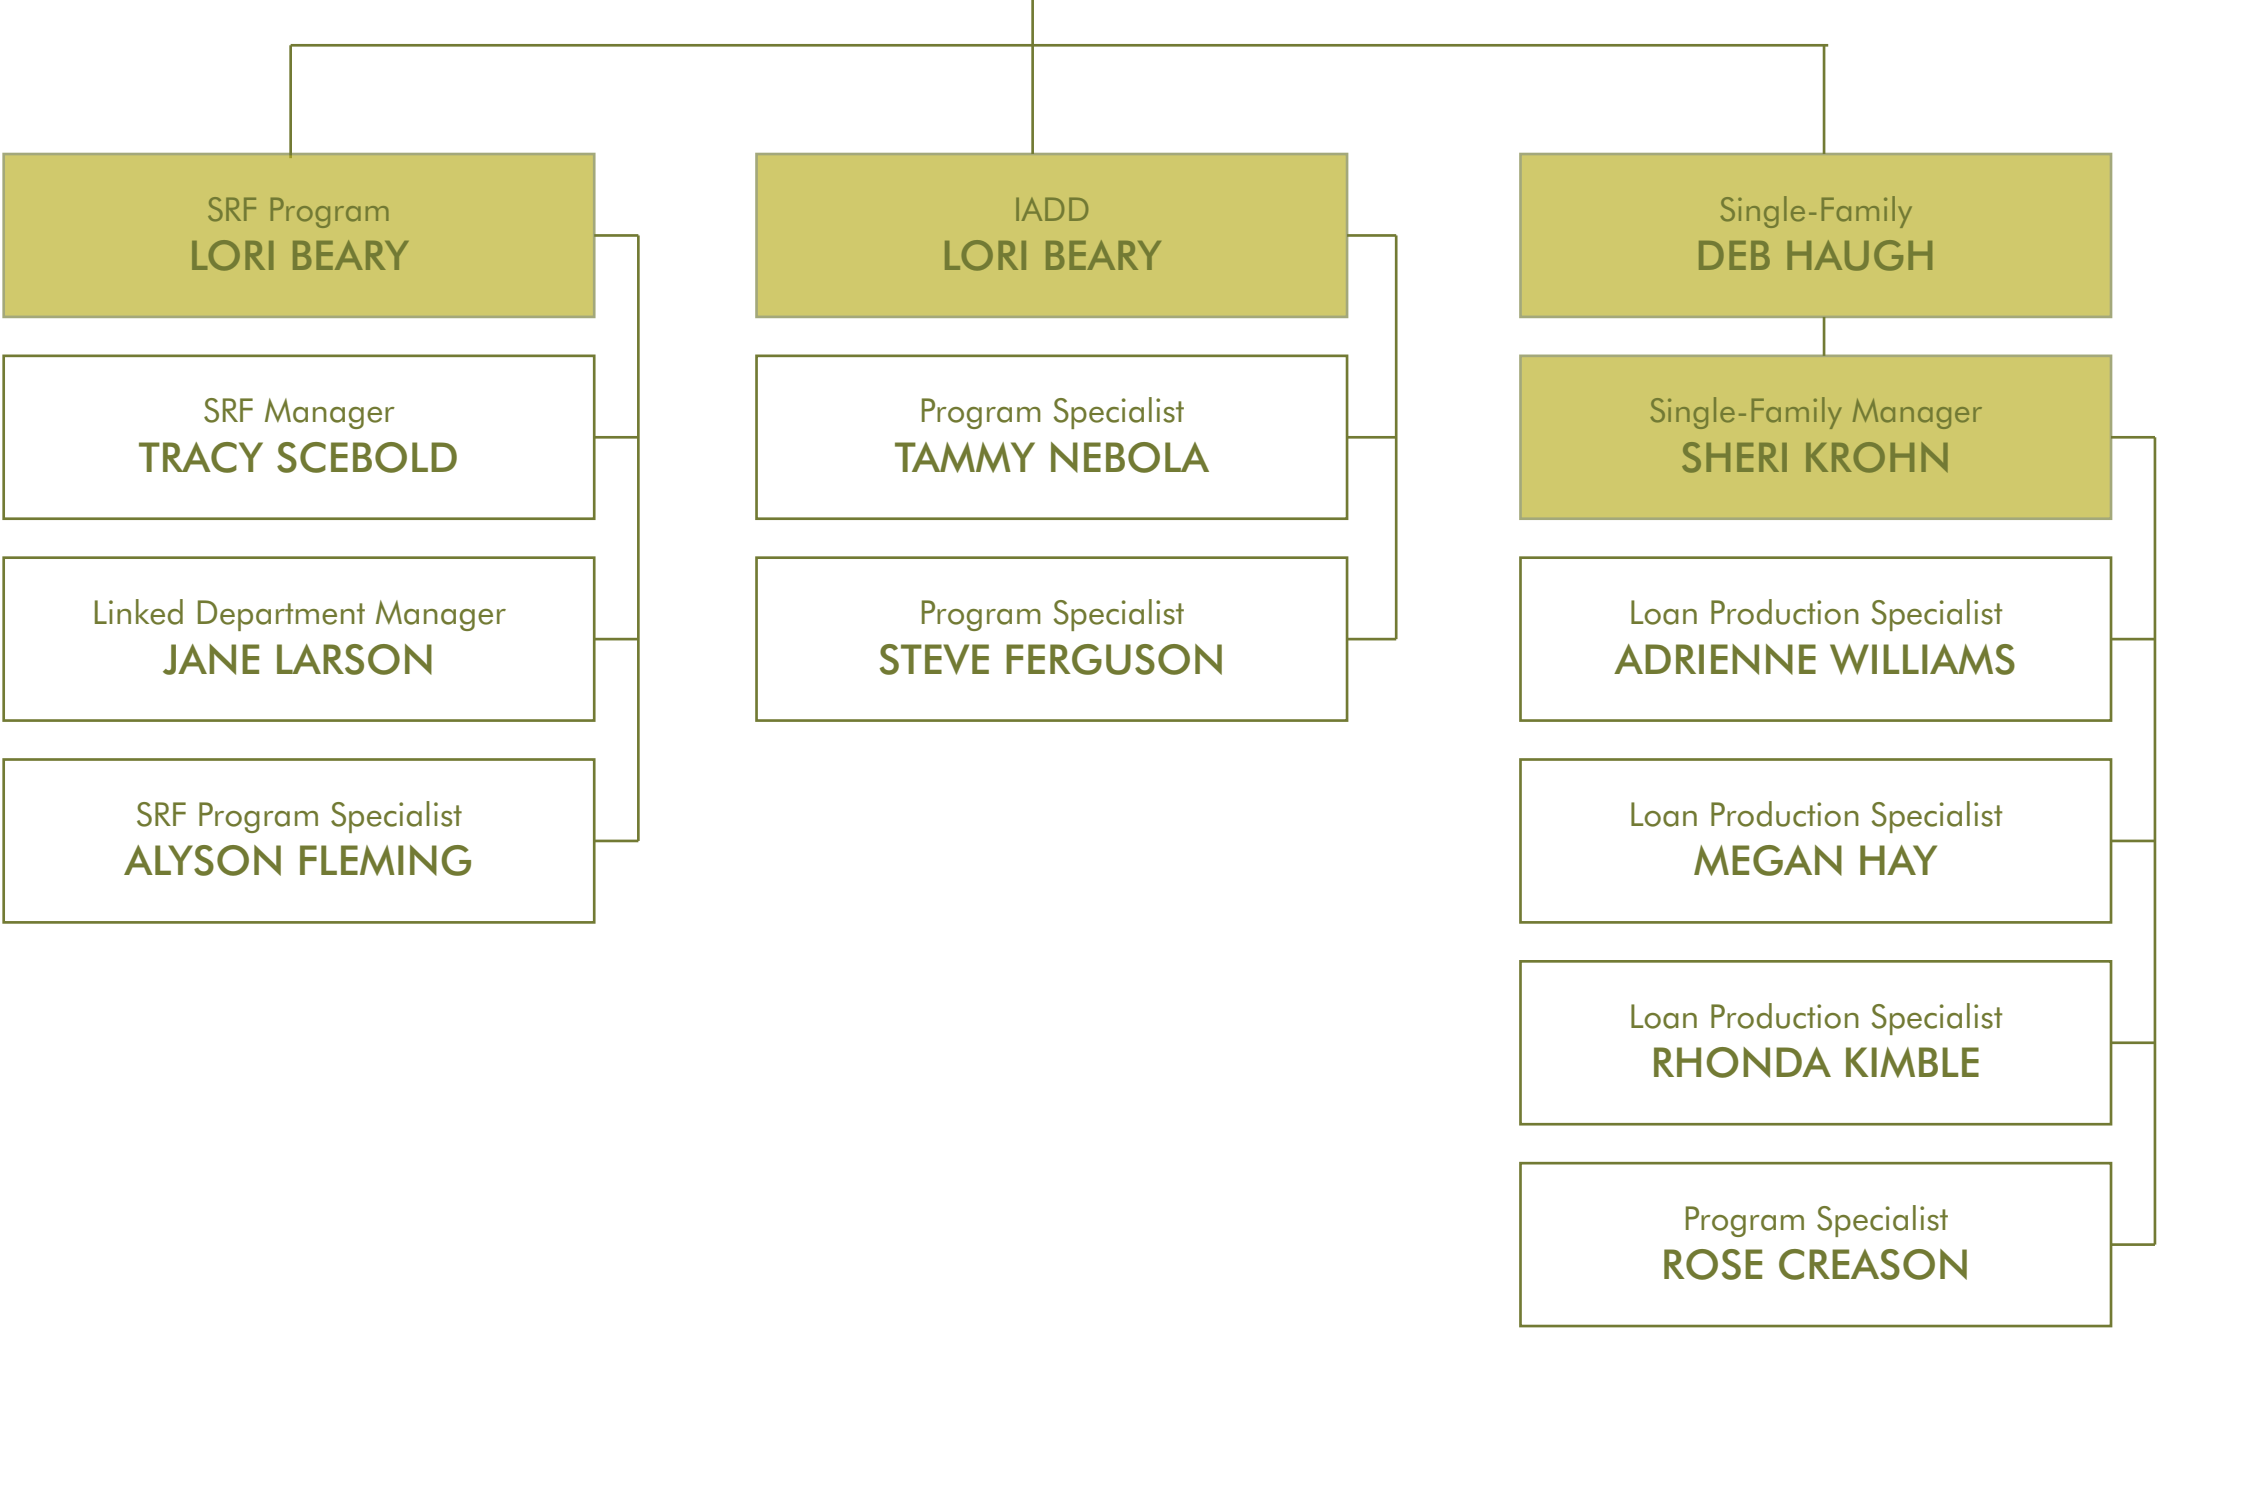 SRF Program
LORI BEARY
SRF Manager
TRACY SCEBOLD
Linked Department Manager
JANE LARSON
SRF Program Specialist
ALYSON FLEMING
IADD
LORI BEARY
Program Specialist
TAMMY NEBOLA
Program Specialist
STEVE FERGUSON
Single-Family
DEB HAUGH
Single-Family Manager
SHERI KROHN
Loan Production Specialist
ADRIENNE WILLIAMS
Loan Production Specialist
MEGAN HAY
Loan Production Specialist
RHONDA KIMBLE
Program Specialist
ROSE CREASON